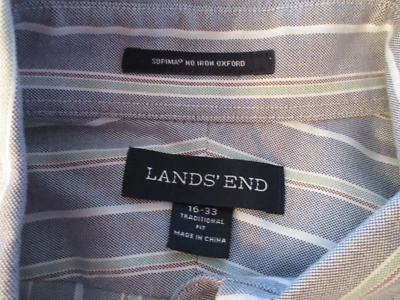 SUPIMA® NO IRON OXFORD
LANDS' END
16-33
TRADITIONAL
FIT
MADE IN CHINA